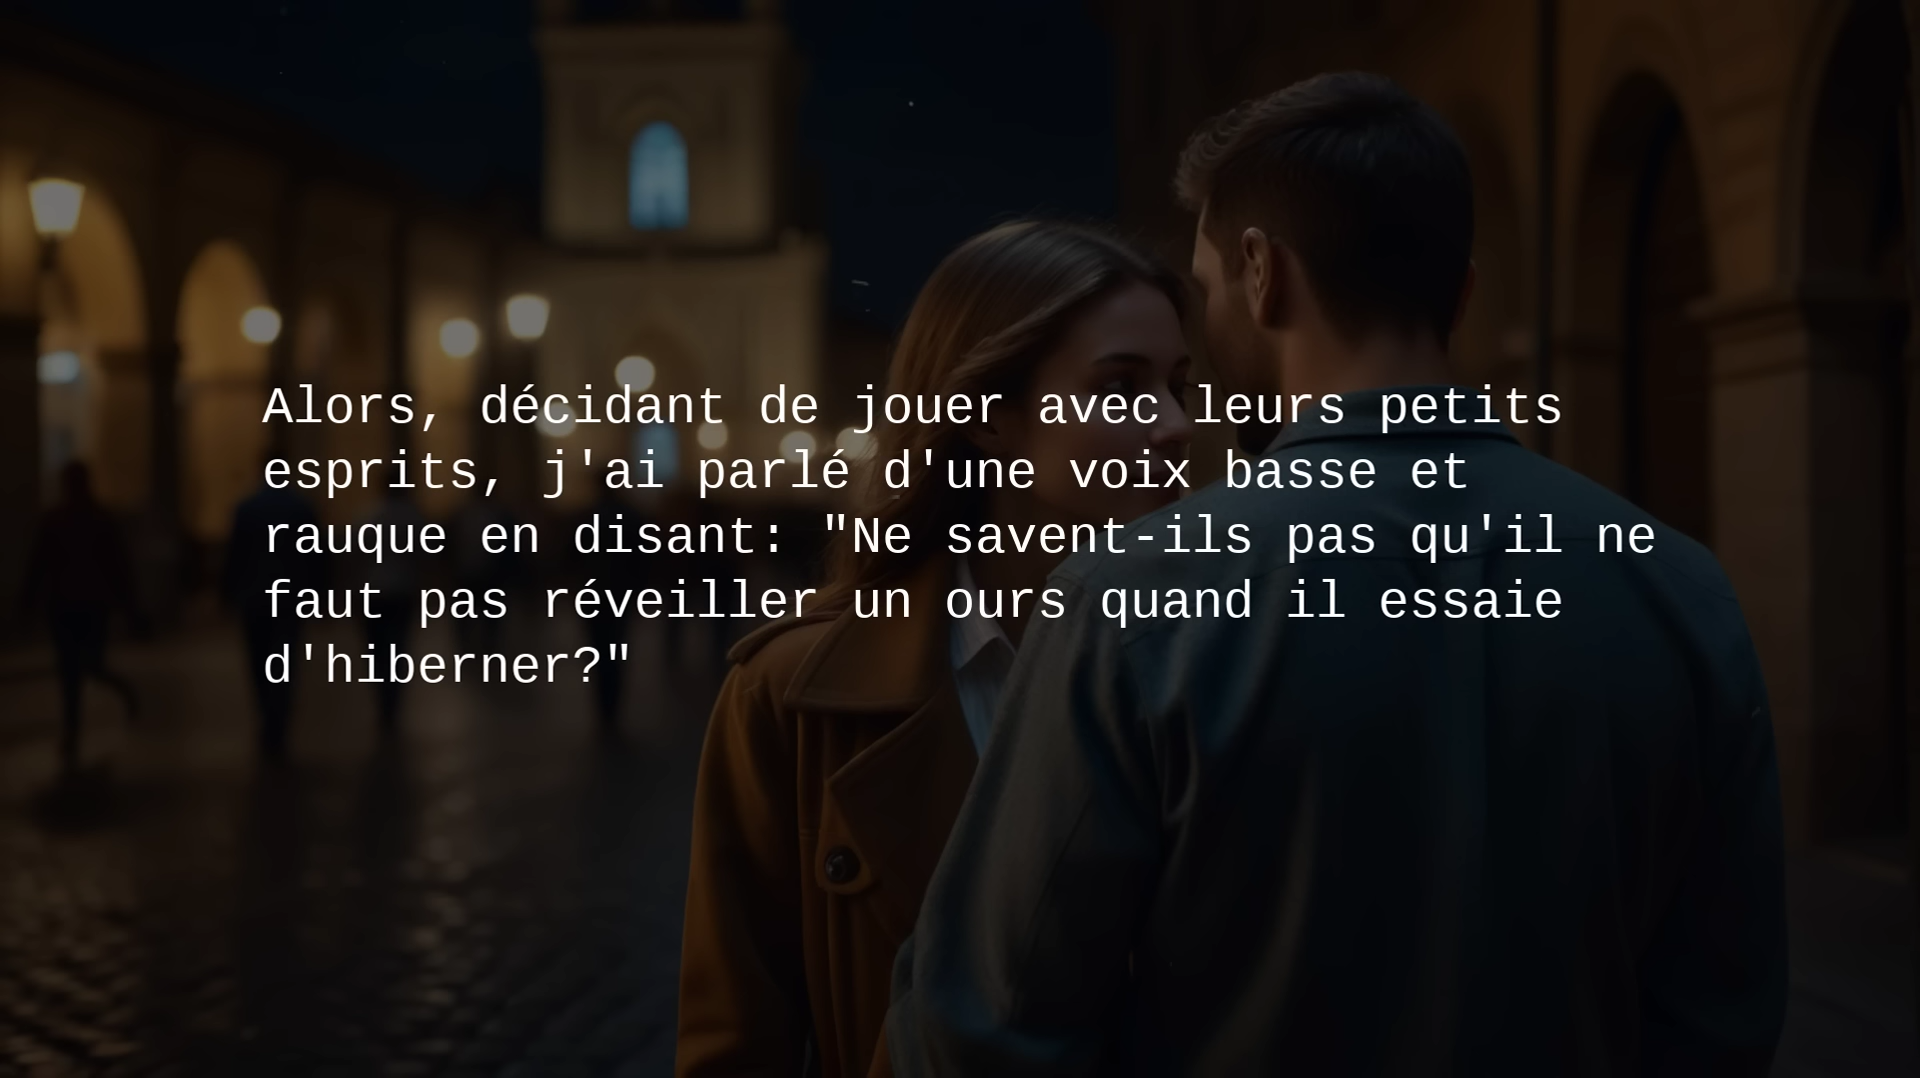 Alors, décidant de jouer avec leurs petits
esprits, j'ai parlé d'une voix basse et
rauque en disant: "Ne savent-ils pas qu'il ne
faut pas réveiller un ours quand il essaie
d'hiberner?"